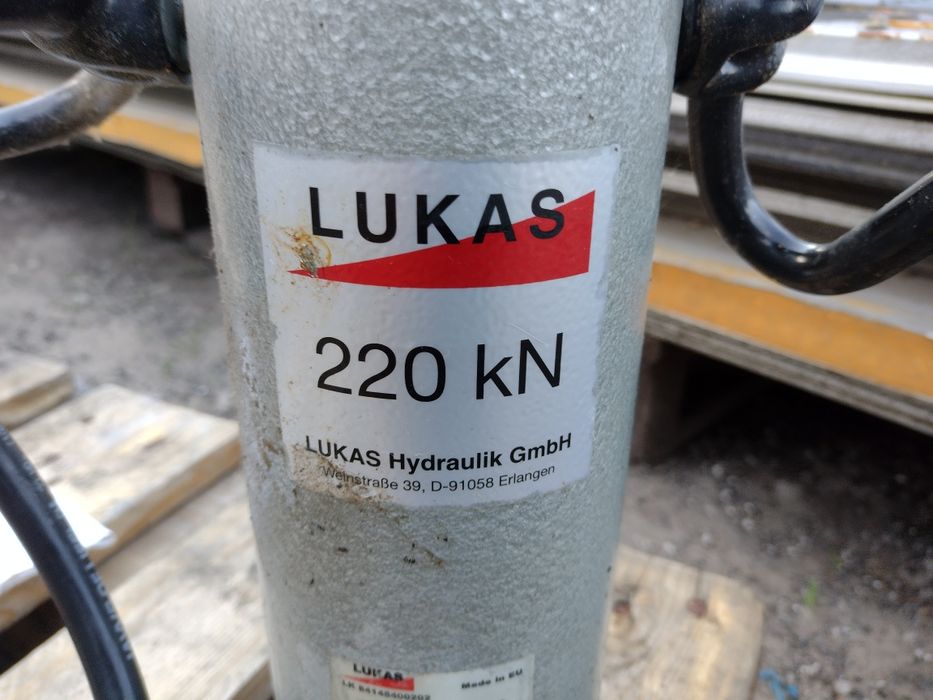 LUKAS
220 kN
LUKAS Hydraulik GmbH
Weinstraße 39, D-91058 Erlangen
LUKAS
Made in EU